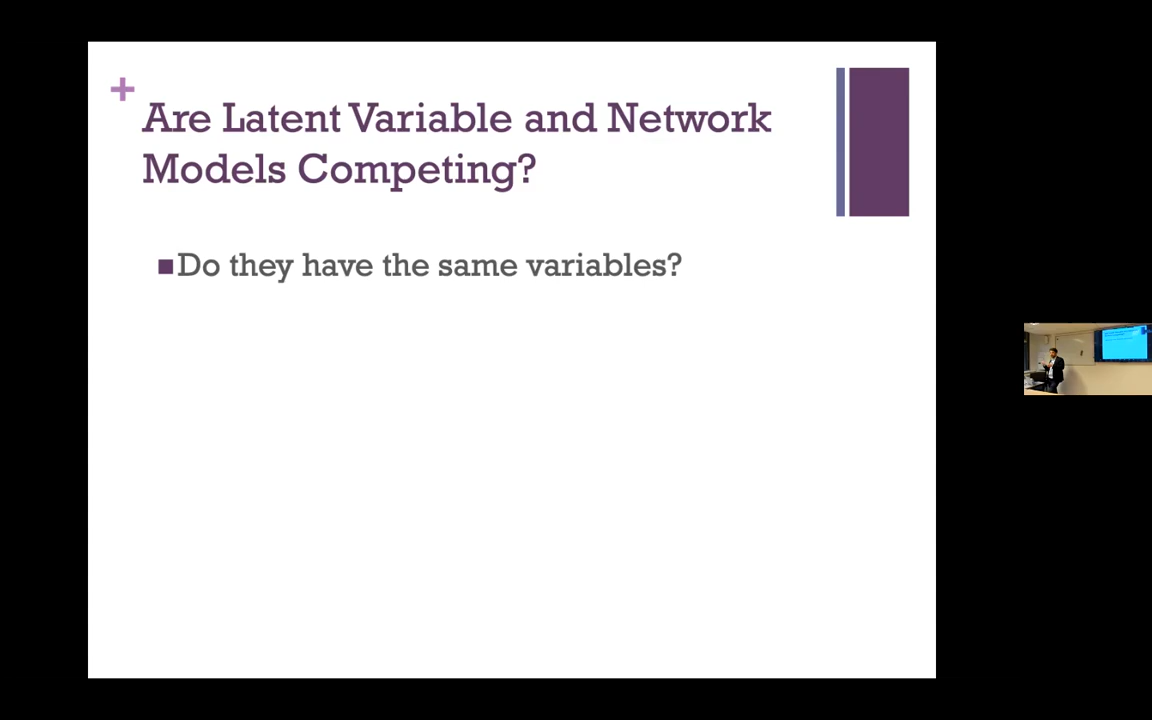 +
Are Latent Variable and Network
Models Competing?
Do they have the same variables?